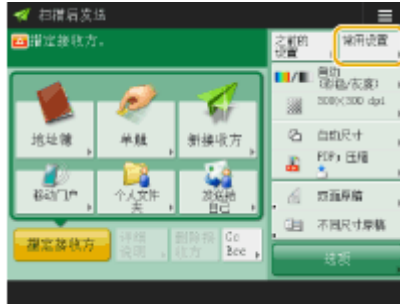 扫描后发送
指定接收方。
之前的
设置
常用设置
自动
(彩色/灰度)
300×300 dpi
地址簿
单触
新接收方
自动尺寸
PDF; 压缩
移动门户
个人文件
夹
发送给
自己
双面原稿
不同尺寸原稿
指定接收方
详细
说明
删除接
收方
Cc
Bcc
选项